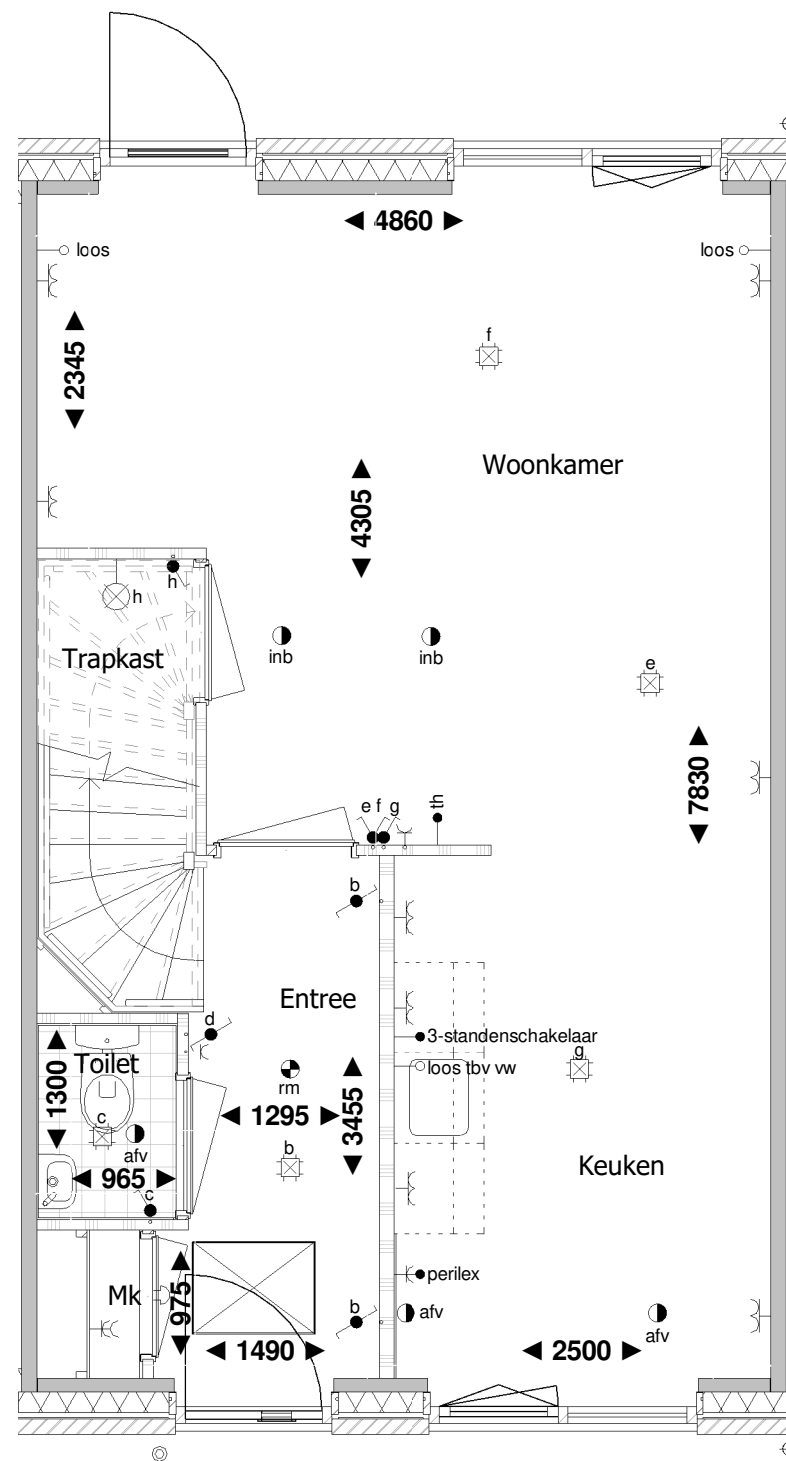 4860
loos
loos
2345
f
Woonkamer
4305
h
h
inb
inb
Trapkast
e
7830
e f g
th
b
Entree
d
3-standenschakelaar
g
loos tbv vw
Toilet
1300
rm
1295
3455
c
afv
b
Keuken
965
c
perilex
Mk
975
b
afv
afv
1490
2500